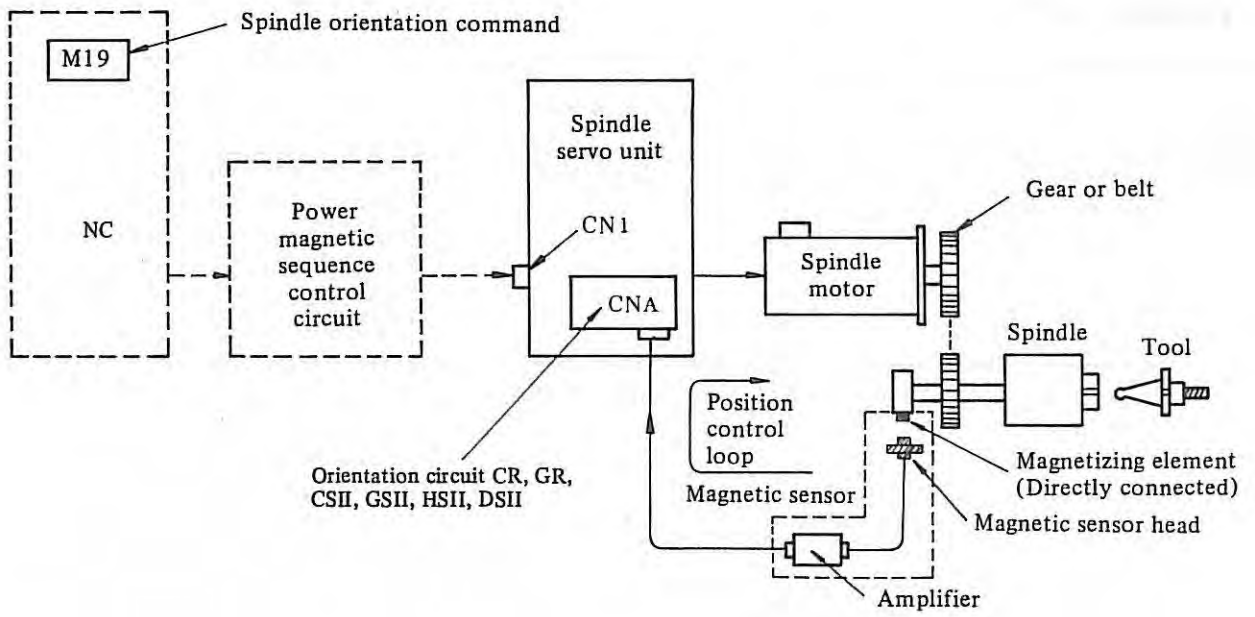 Spindle orientation command
M19
NC
Power
magnetic
sequence
control
circuit
Spindle
servo unit
CN1
CNA
Spindle
motor
Gear or belt
Spindle
Tool
Position
control
loop
Orientation circuit CR, GR,
CSII, GSII, HSII, DSII
Magnetic sensor
Magnetizing element
(Directly connected)
Magnetic sensor head
Amplifier